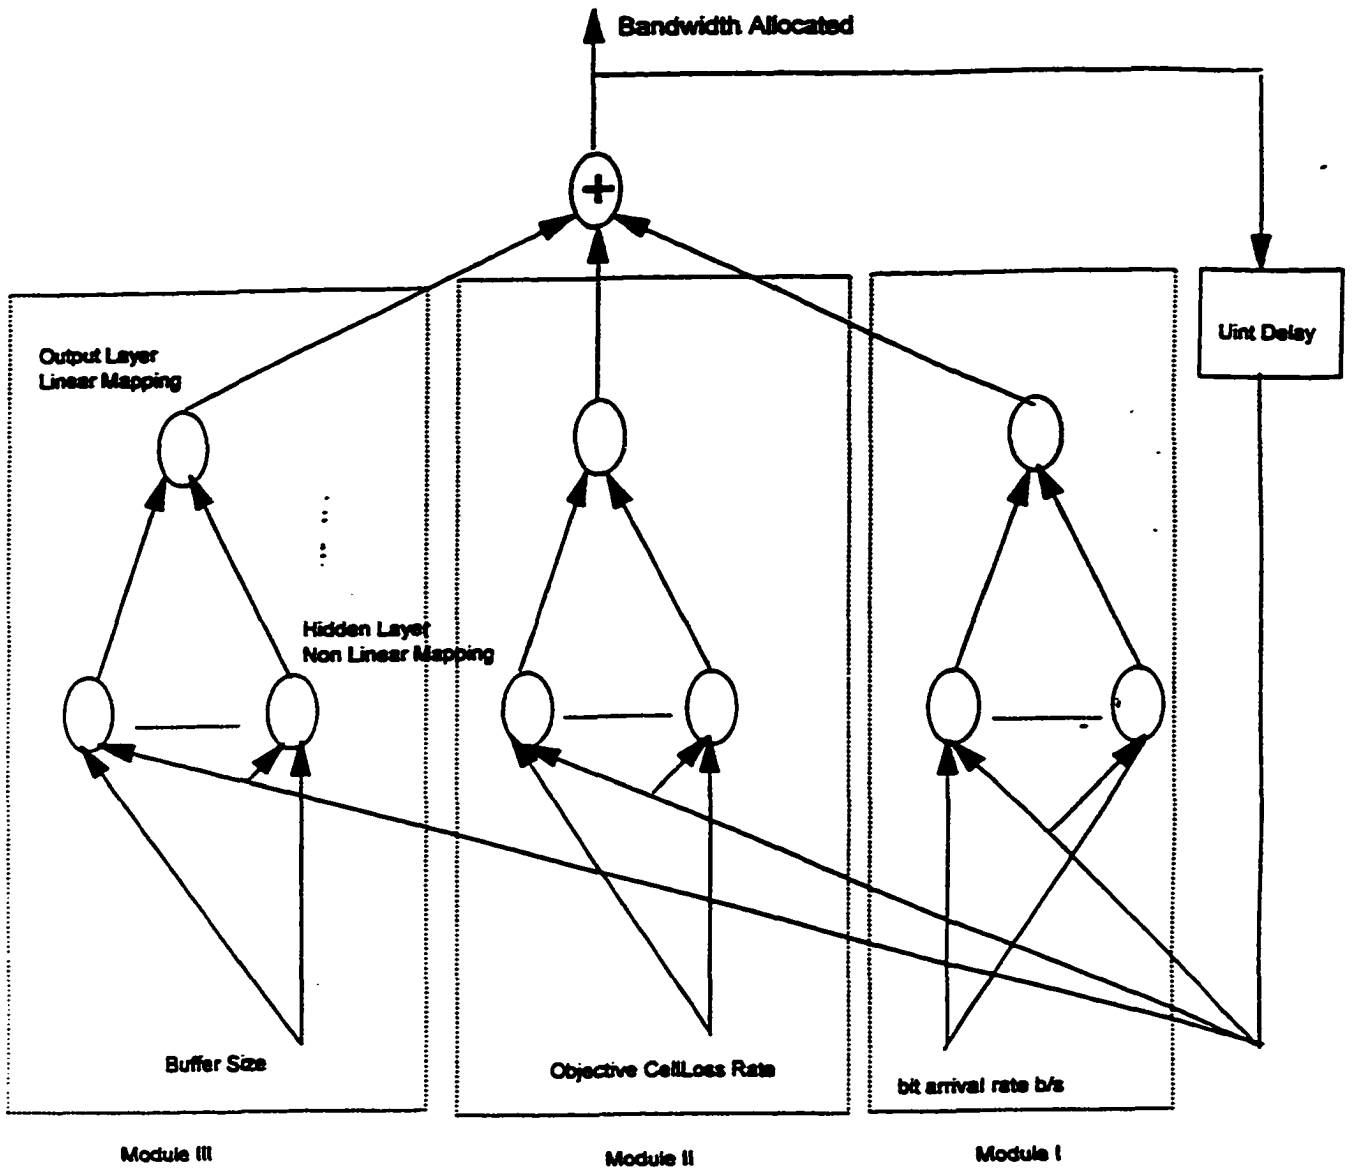 Bandwidth Allocated
+
Uint Delay
Output Layer
Linear Mapping
Hidden Layer
Non Linear Mapping
Buffer Size
Objective CellLoss Rate
bit arrival rate b/s
Module III
Module II
Module I